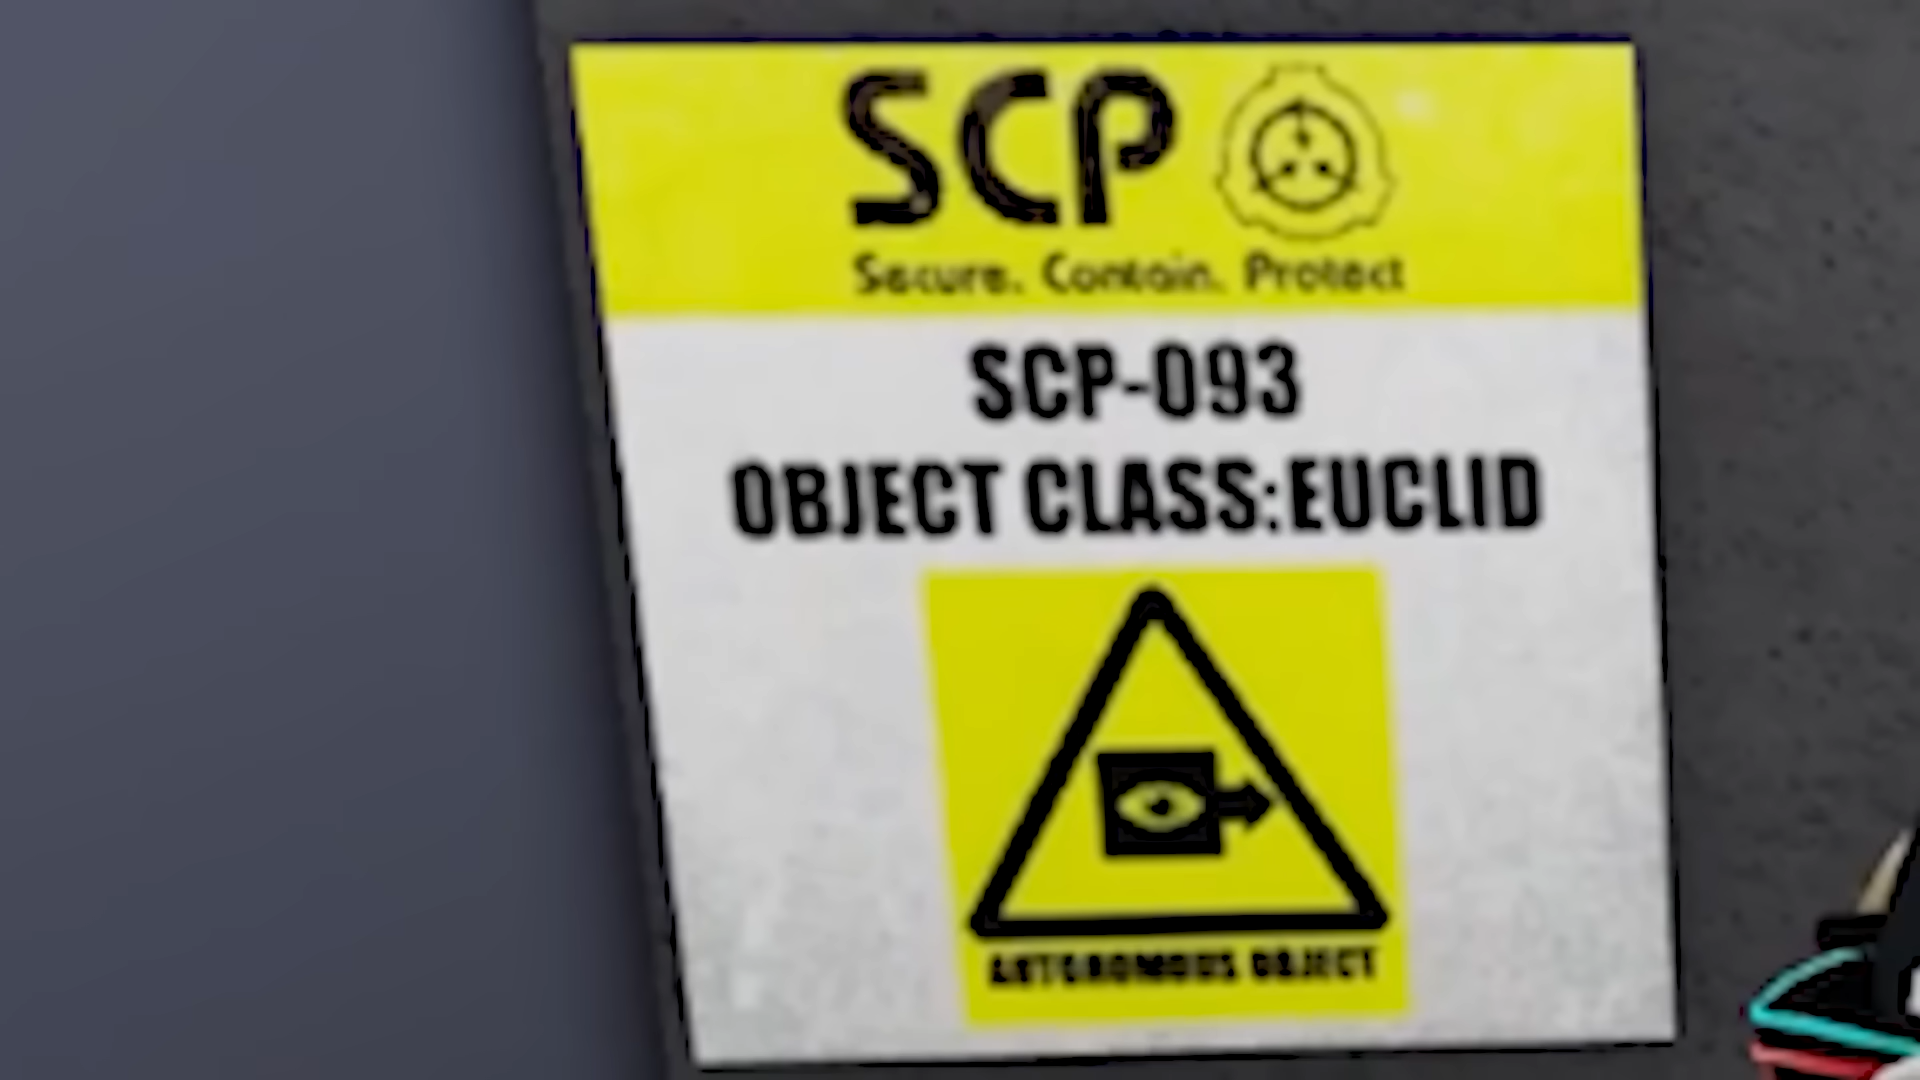 SCP
Secure. Contain. Protect
SCP-093
OBJECT CLASS:EUCLID
AUTONOMOUS OBJECT